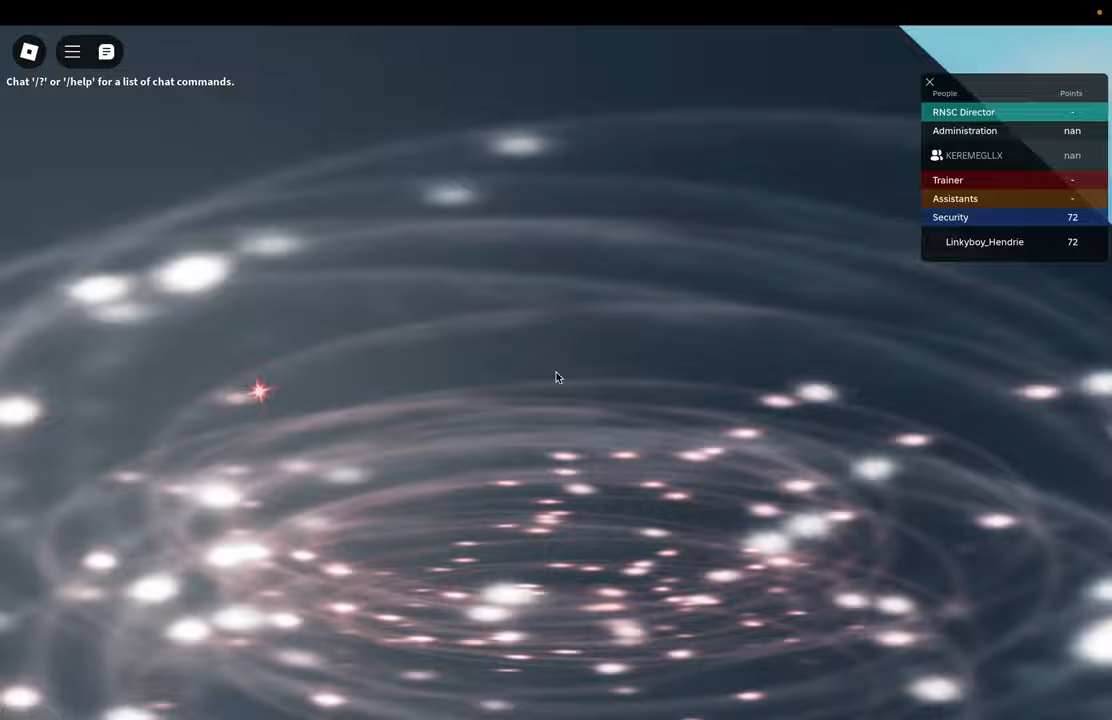 Chat '/?' or '/help' for a list of chat commands.
People Points
RNSC Director -
Administration nan
KEREMEGLLX nan
Trainer -
Assistants -
Security 72
Linkyboy_Hendrie 72